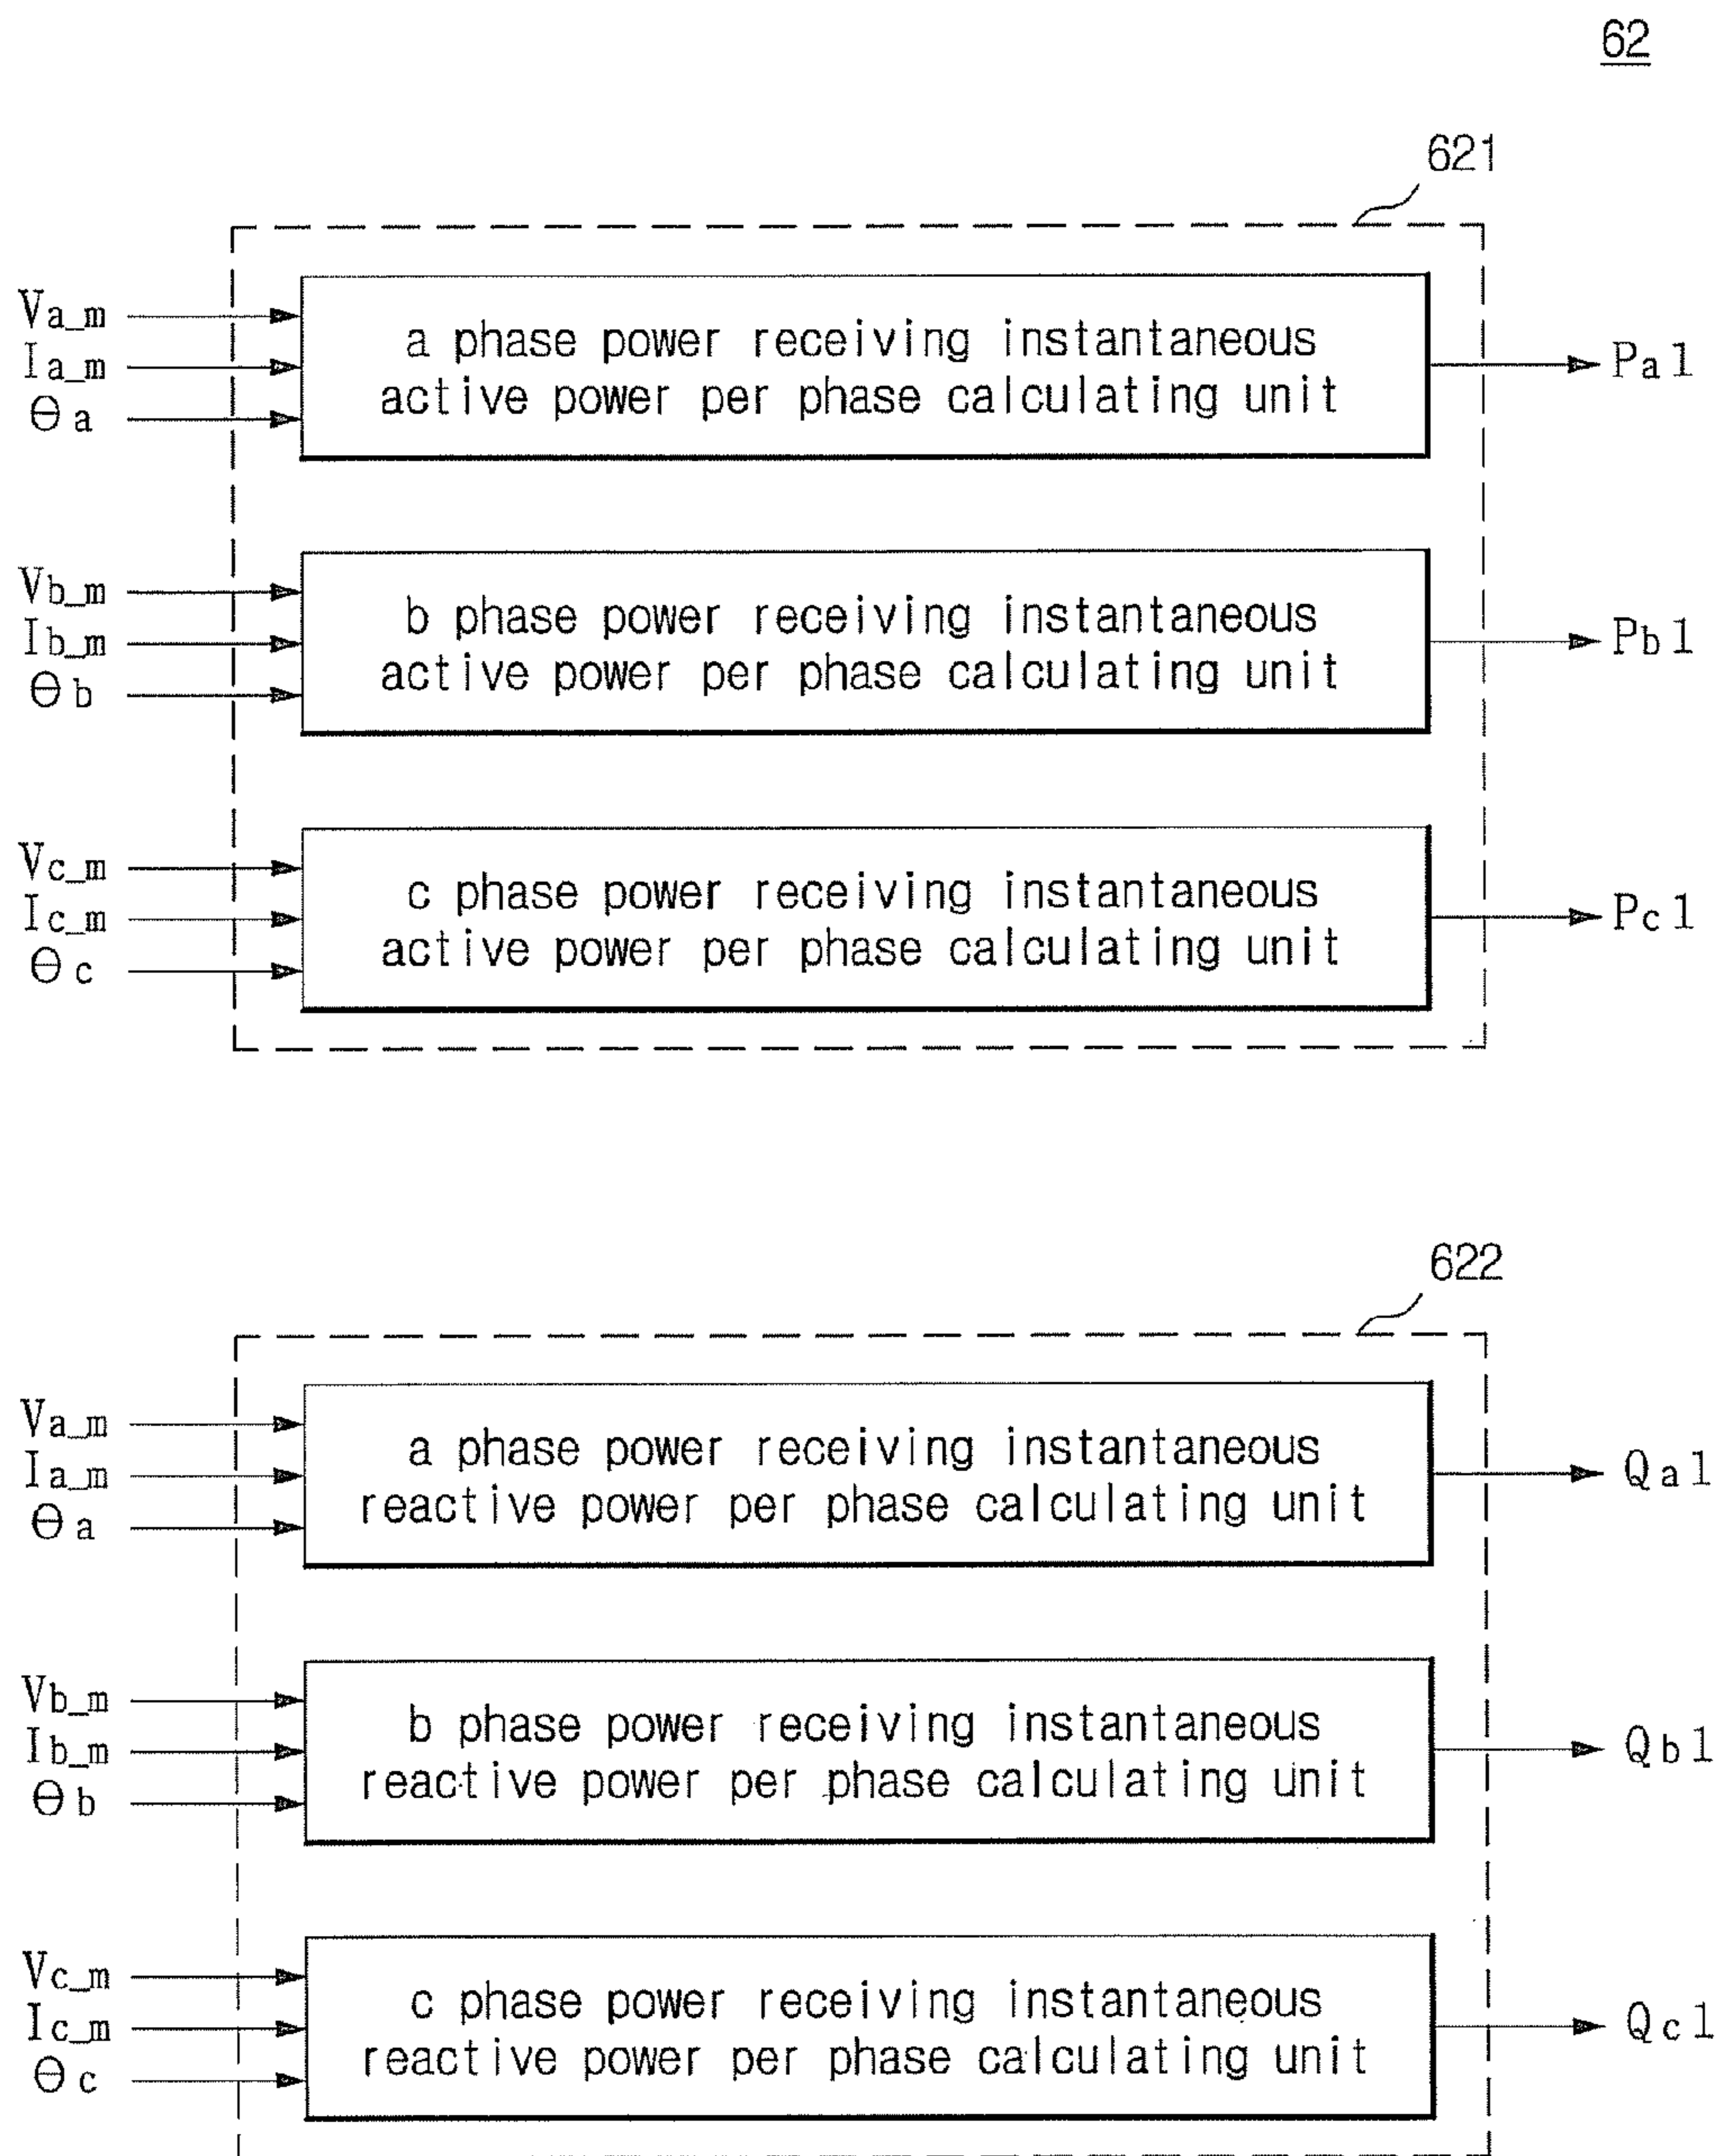 62
621
Va_m
Ia_m
θa
a phase power receiving instantaneous
active power per phase calculating unit
Pa1
Vb_m
Ib_m
θb
b phase power receiving instantaneous
active power per phase calculating unit
Pb1
Vc_m
Ic_m
θc
c phase power receiving instantaneous
active power per phase calculating unit
Pc1
622
Va_m
Ia_m
θa
a phase power receiving instantaneous
reactive power per phase calculating unit
Qa1
Vb_m
Ib_m
θb
b phase power receiving instantaneous
reactive power per phase calculating unit
Qb1
Vc_m
Ic_m
θc
c phase power receiving instantaneous
reactive power per phase calculating unit
Qc1